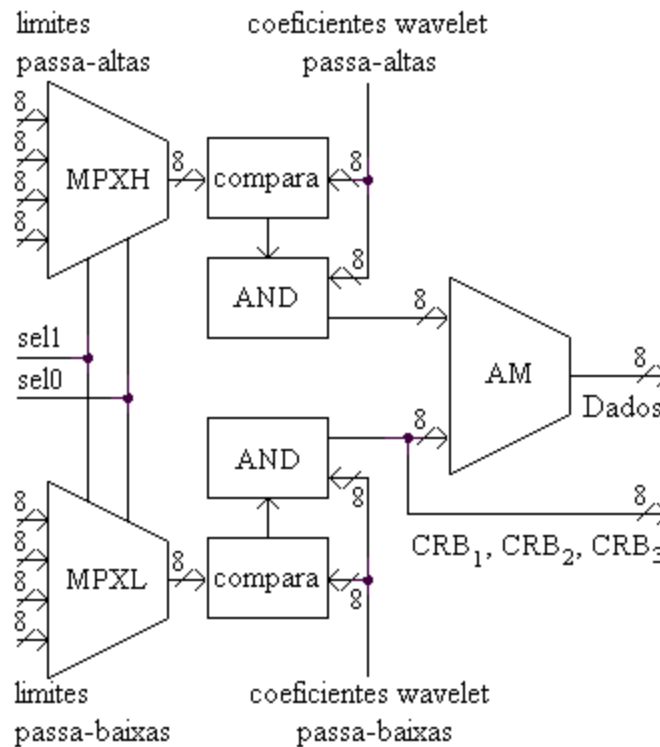 limites
passa-altas
coeficientes wavelet
passa-altas
8
8
8
8
MPXH
8
compara
8
AND
8
8
sel1
sel0
AM
8
Dados
AND
8
8
8
CRB1, CRB2, CRB3
8
8
8
8
MPXL
8
compara
8
limites
passa-baixas
coeficientes wavelet
passa-baixas